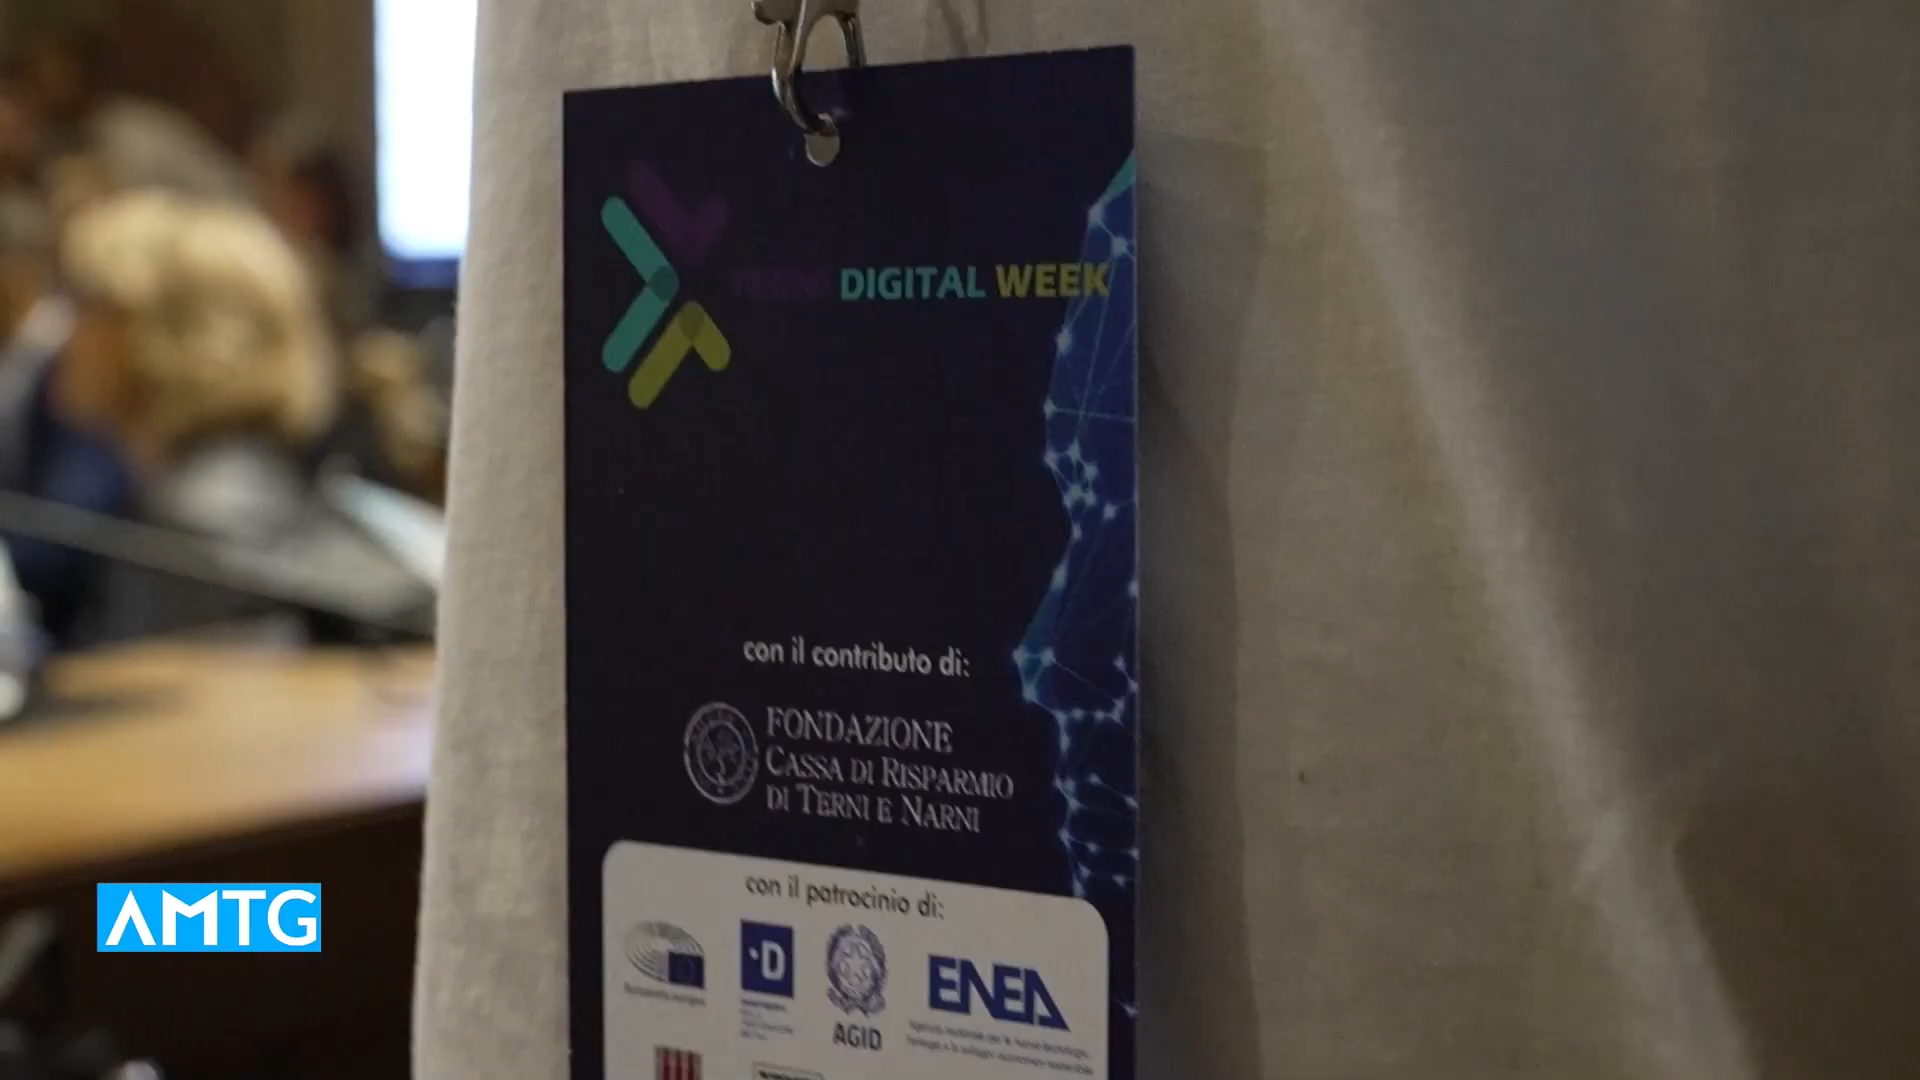 TERNI DIGITAL WEEK
con il contributo di:
FONDAZIONE
CASSA DI RISPARMIO
DI TERNI E NARNI
con il patrocinio di:
·D
ENEA
AGID
AMTG